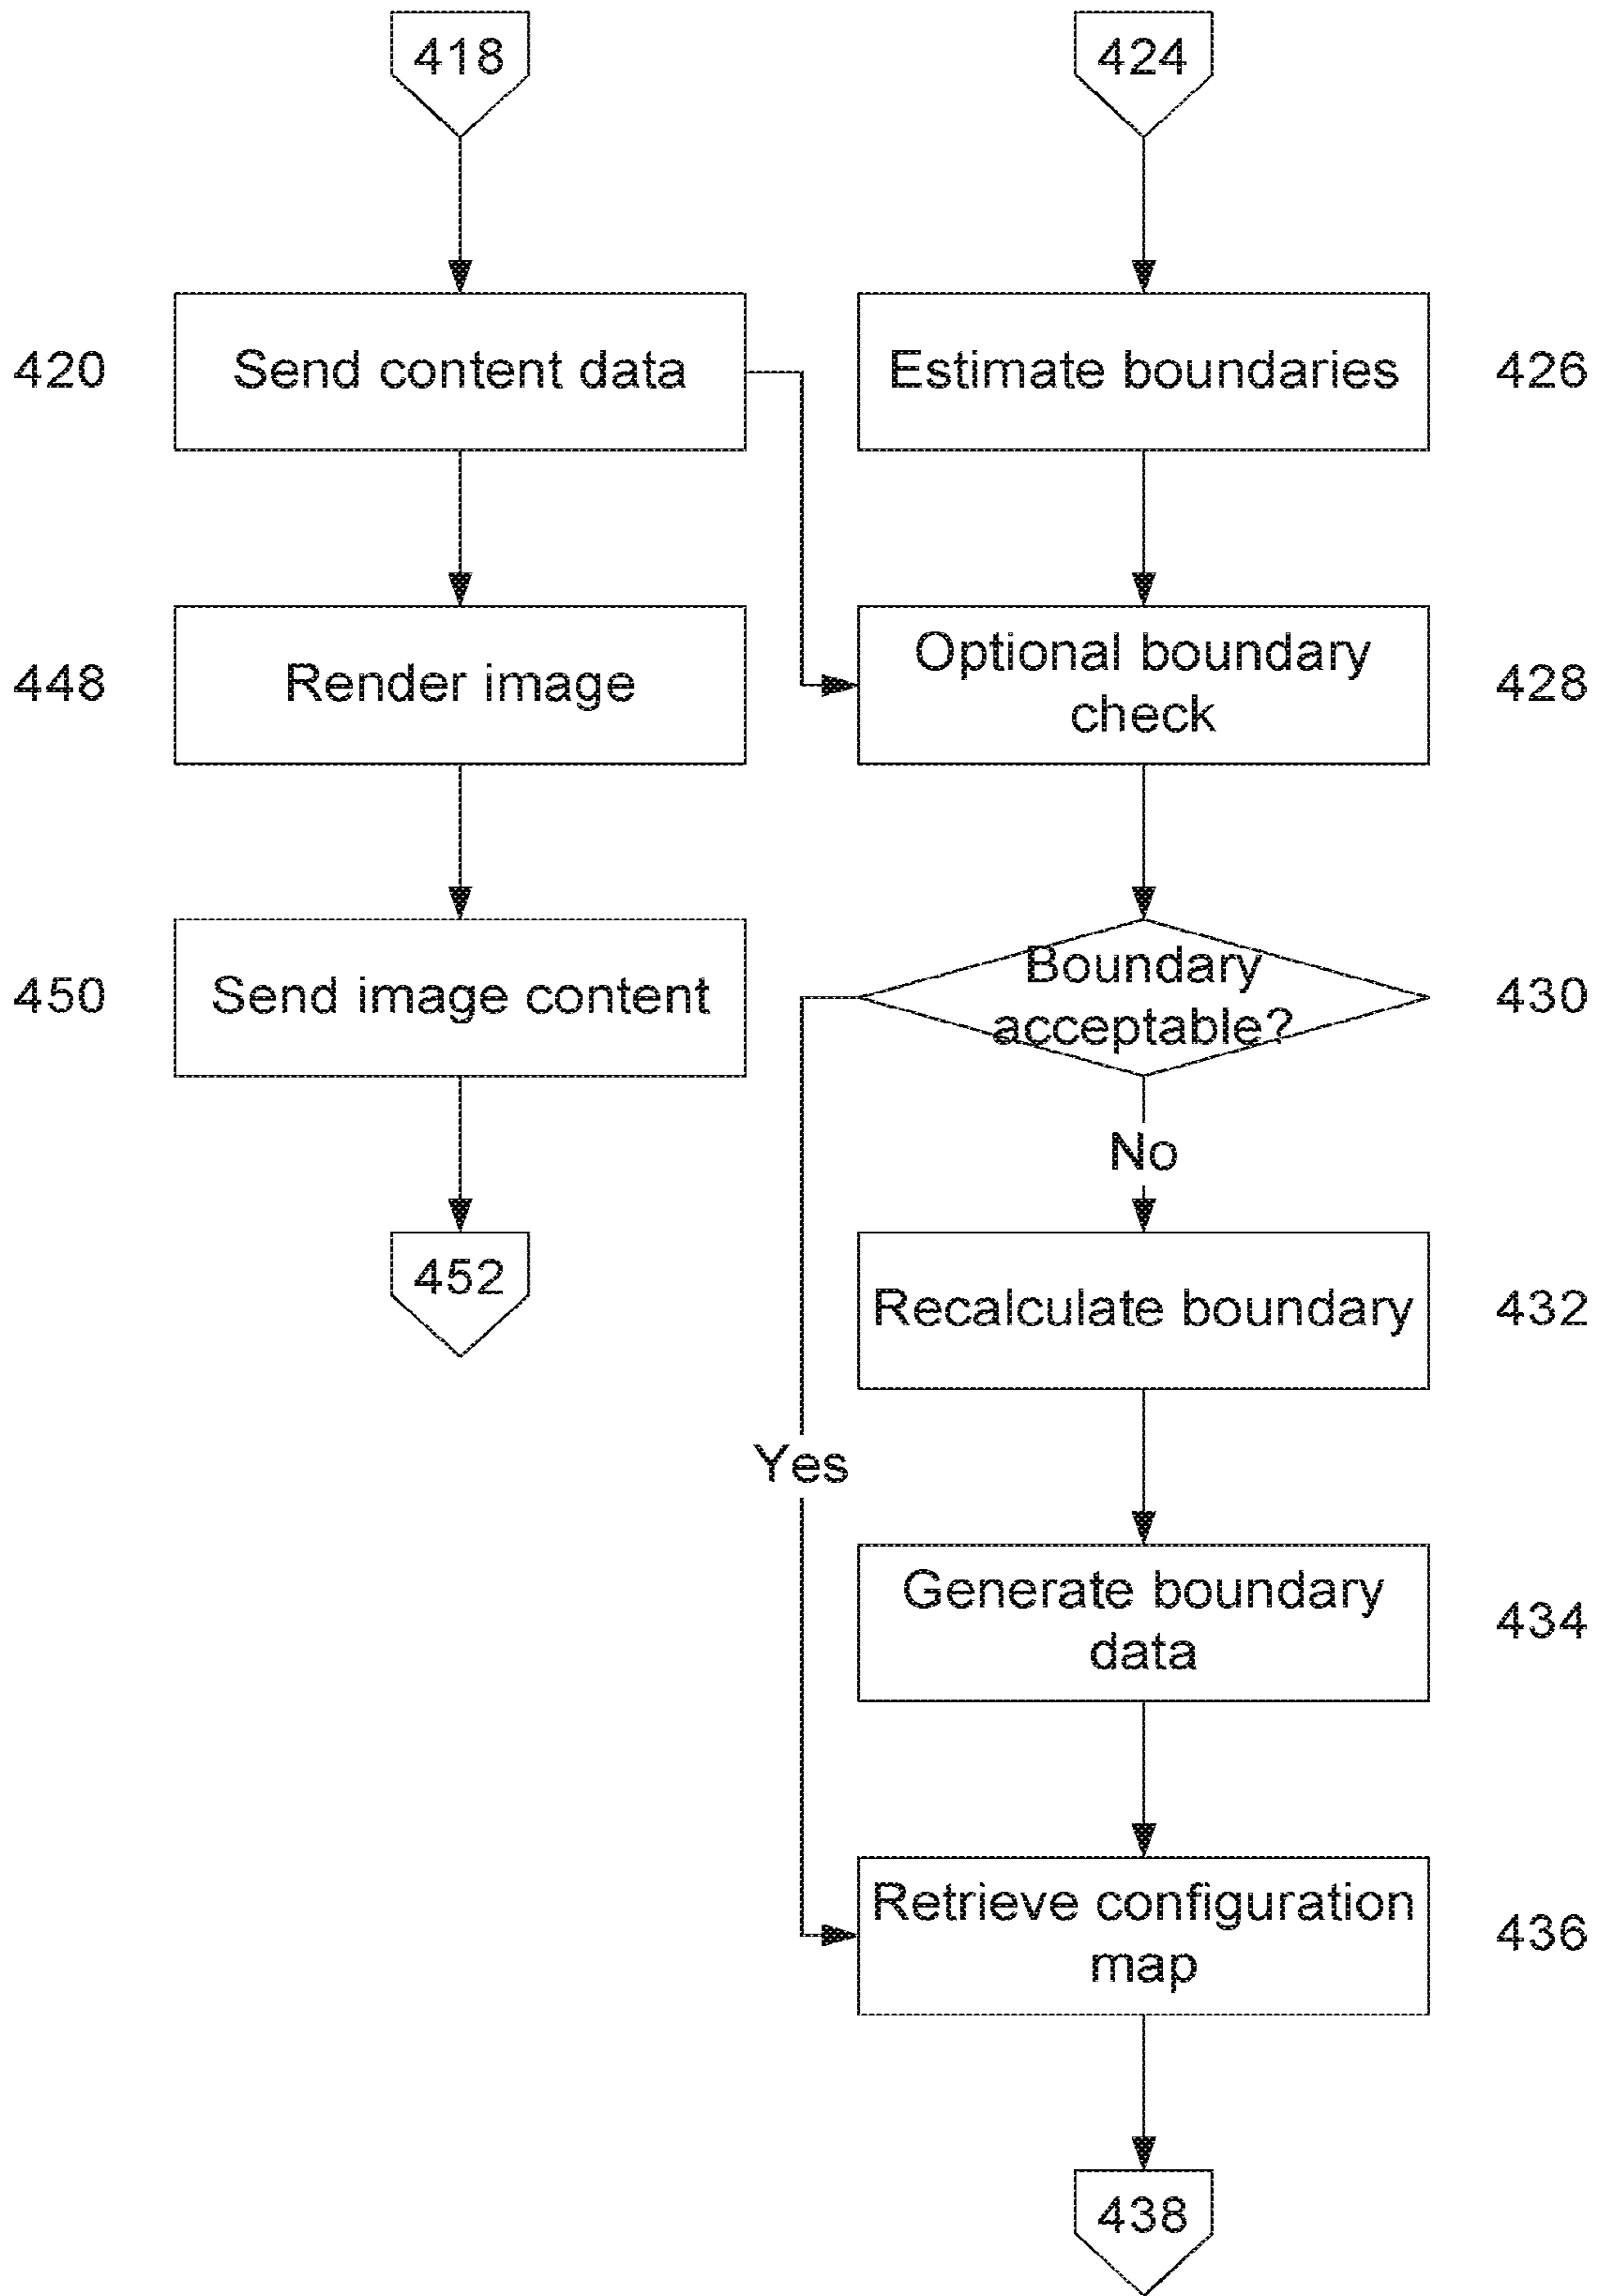 418
424
420
Send content data
Estimate boundaries
426
448
Render image
Optional boundary
check
428
450
Send image content
Boundary
acceptable?
430
No
452
Recalculate boundary
432
Yes
Generate boundary
data
434
Retrieve configuration
map
436
438